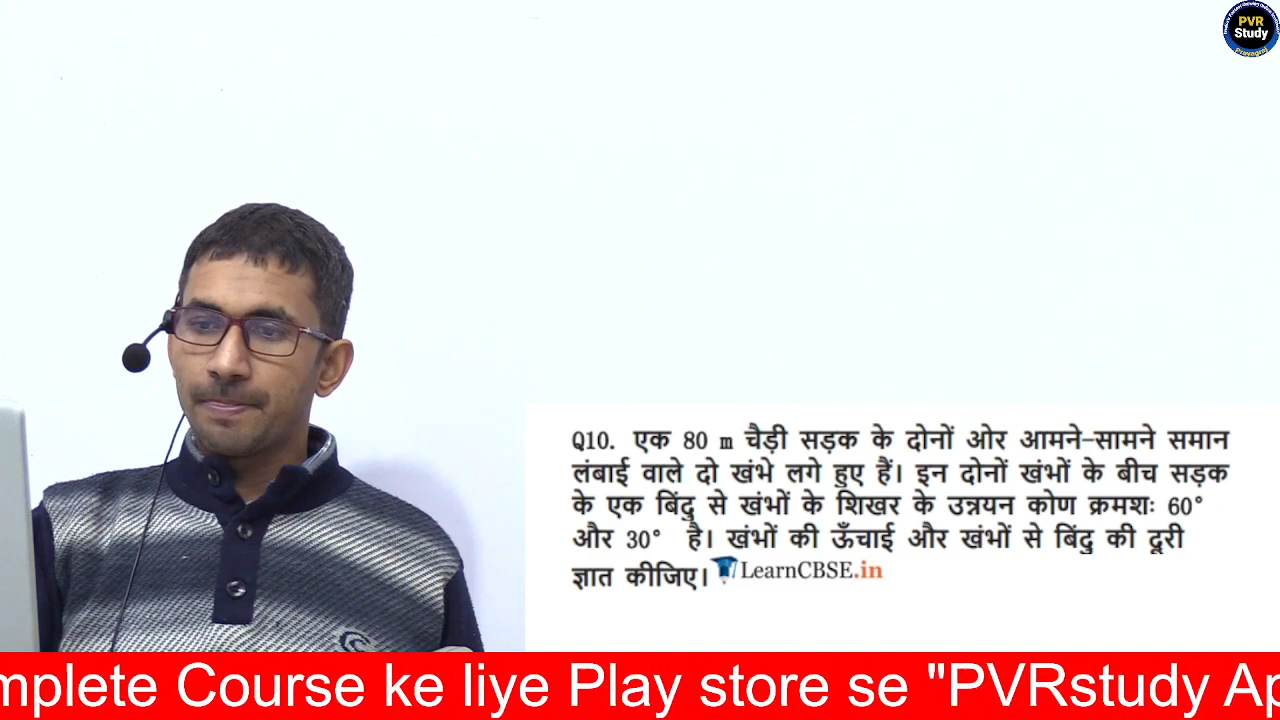 PVR
Study
Prayagraj
Q10. एक 80 m चैड़ी सड़क के दोनों ओर आमने-सामने समान
लंबाई वाले दो खंभे लगे हुए हैं। इन दोनों खंभों के बीच सड़क
के एक बिंदु से खंभों के शिखर के उन्नयन कोण क्रमशः 60°
और 30° है। खंभों की ऊँचाई और खंभों से बिंदु की दूरी
ज्ञात कीजिए। LearnCBSE.in
mplete Course ke liye Play store se "PVRstudy Ap